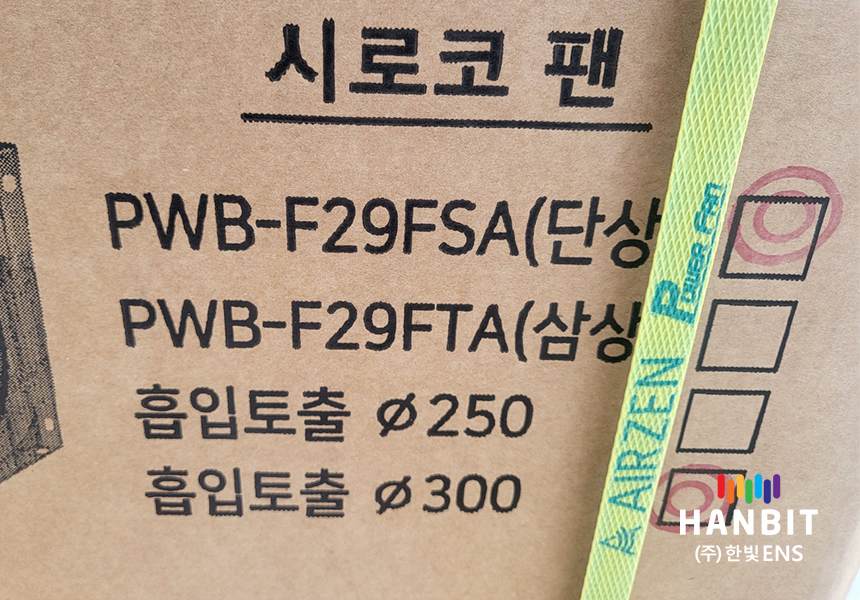 시로코 팬
PWB-F29FSA(단상
PWB-F29FTA(삼상
흡입토출 ø250
흡입토출 ø300
AIRZEN Power Fan
HANBIT
(주)한빛ENS